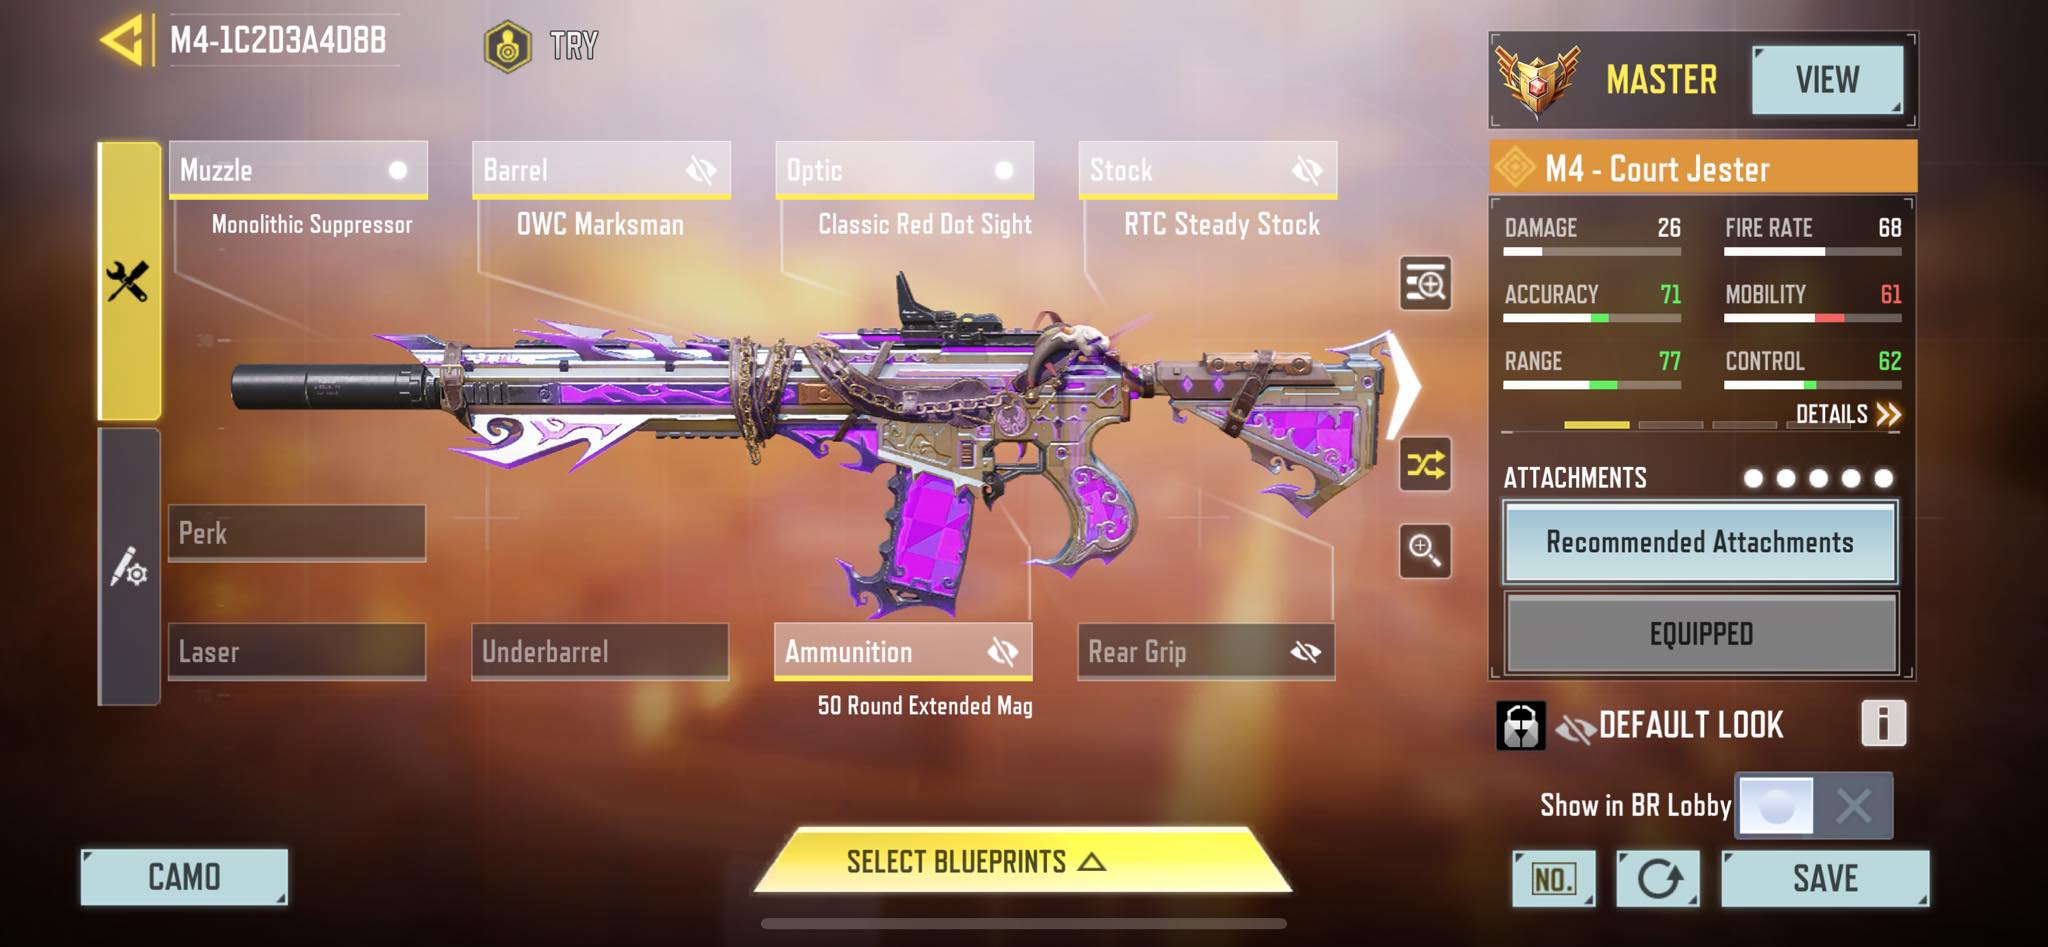 M4-1C2D3A4D8B
TRY
MASTER
VIEW
Muzzle
Monolithic Suppressor
Barrel
OWC Marksman
Optic
Classic Red Dot Sight
Stock
RTC Steady Stock
M4 - Court Jester
DAMAGE 26
FIRE RATE 68
ACCURACY 71
MOBILITY 61
RANGE 77
CONTROL 62
DETAILS
ATTACHMENTS
Recommended Attachments
EQUIPPED
Perk
Laser
Underbarrel
Ammunition
50 Round Extended Mag
Rear Grip
DEFAULT LOOK
i
Show in BR Lobby
CAMO
SELECT BLUEPRINTS
NO.
SAVE